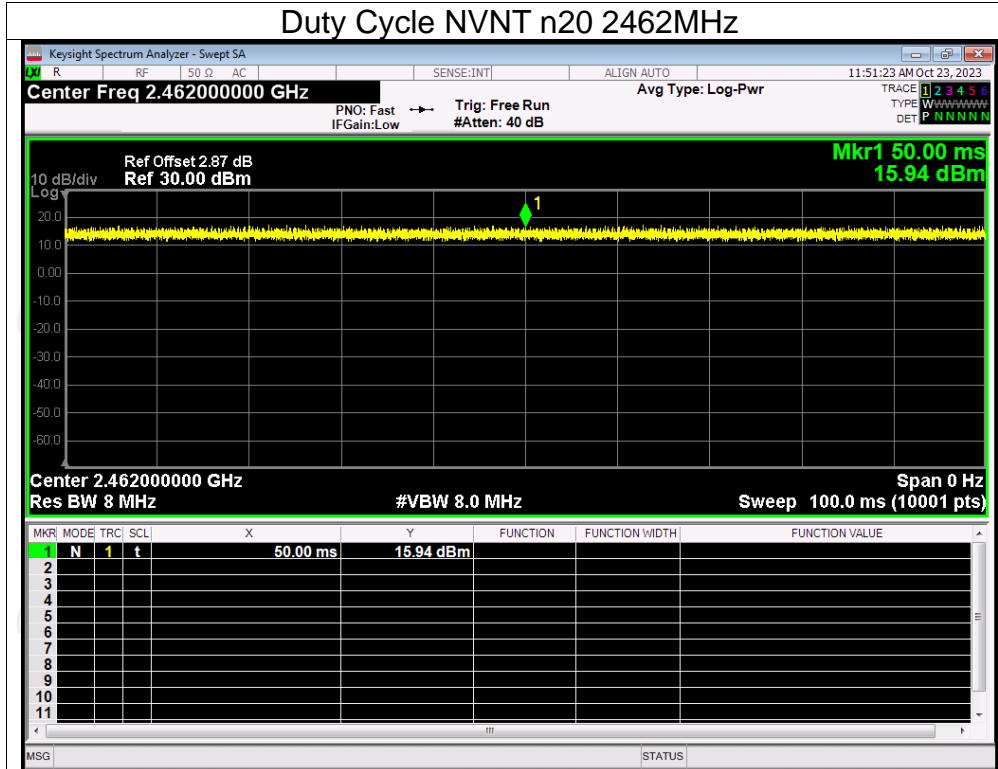 Duty Cycle NVNT n20 2462MHz
Keysight Spectrum Analyzer - Swept SA
LXI R RF 50 Ω AC SENSE:INT ALIGN AUTO 11:51:23 AM Oct 23, 2023
Center Freq 2.462000000 GHz Avg Type: Log-Pwr TRACE 1 2 3 4 5 6
PNO: Fast Trig: Free Run TYPE WWWWWW
IFGain:Low #Atten: 40 dB DET P N N N N N
Mkr1 50.00 ms
Ref Offset 2.87 dB
10 dB/div Ref 30.00 dBm 15.94 dBm
Log
1
20.0
10.0
0.00
-10.0
-20.0
-30.0
-40.0
-50.0
-60.0
Center 2.462000000 GHz Span 0 Hz
Res BW 8 MHz #VBW 8.0 MHz Sweep 100.0 ms (10001 pts)
MKR MODE TRC SCL X Y FUNCTION FUNCTION WIDTH FUNCTION VALUE
1 N 1 t 50.00 ms 15.94 dBm
2
3
4
5
6
7
8
9
10
11
MSG STATUS